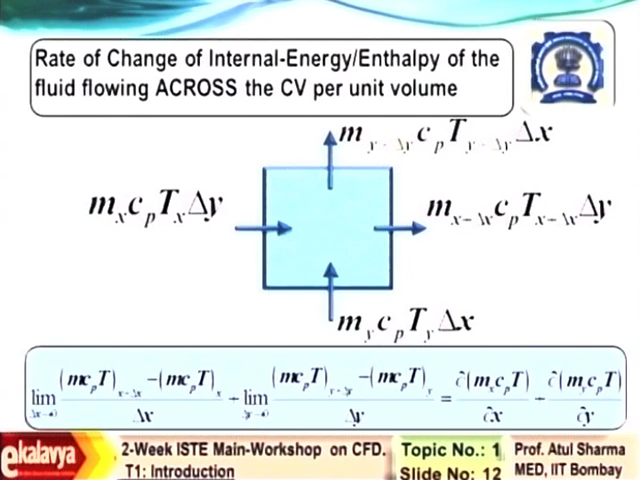 Rate of Change of Internal-Energy/Enthalpy of the
fluid flowing ACROSS the CV per unit volume
m_{y-Δy} c_p T_{y-Δy} Δx
m_x c_p T_x Δy
m_{x-Δx} c_p T_{x-Δx} Δy
m_y c_p T_y Δx
lim_{Δx→0} ((mc_pT)_{x-Δx} -(mc_pT)_x)/Δx - lim_{Δy→0} ((mc_pT)_{y-Δy} -(mc_pT)_y)/Δy = ∂(m_x c_p T)/∂x - ∂(m_y c_p T)/∂y
ekalavya
2-Week ISTE Main-Workshop on CFD.
T1: Introduction
Topic No.: 1
Slide No: 12
Prof. Atul Sharma
MED, IIT Bombay